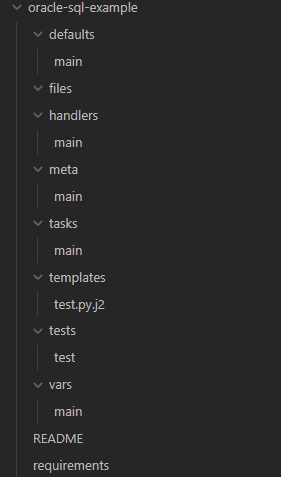 oracle-sql-example
defaults
main
files
handlers
main
meta
main
tasks
main
templates
test.py.j2
tests
test
vars
main
README
requirements